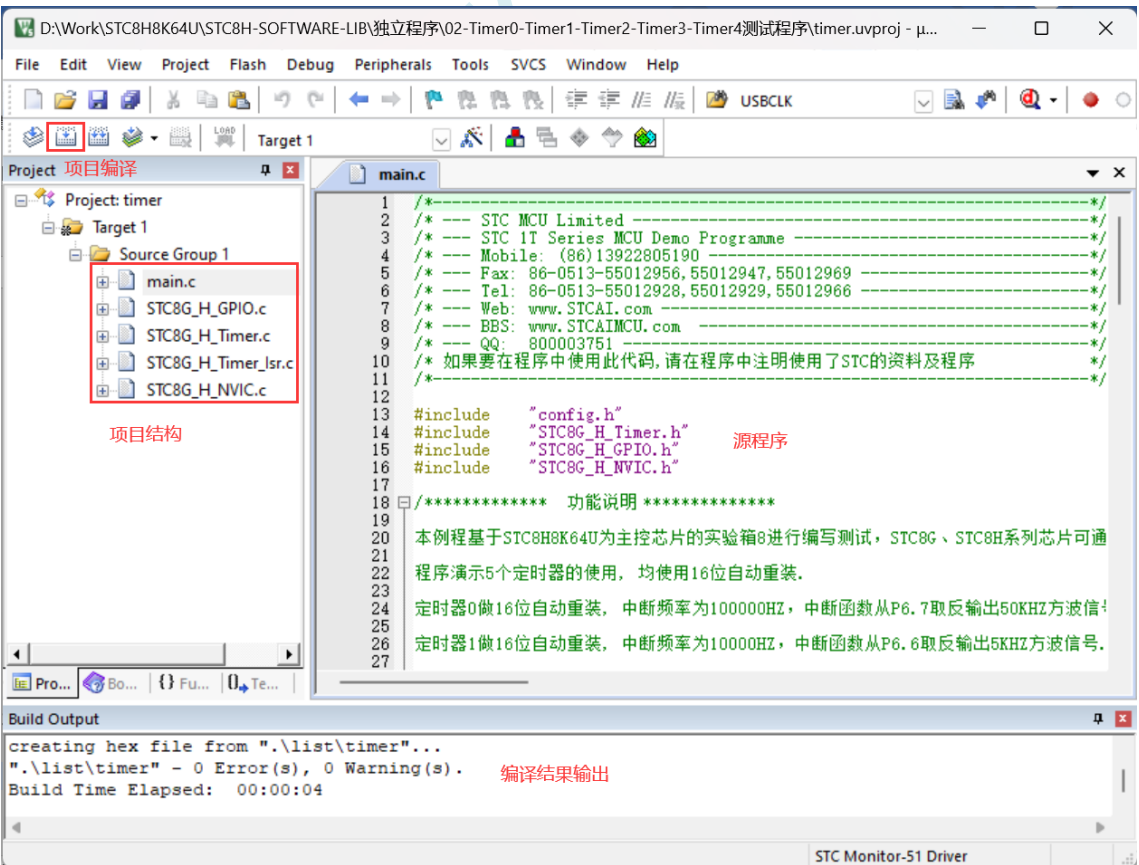 D:\Work\STC8H8K64U\STC8H-SOFTWARE-LIB\独立程序\02-Timer0-Timer1-Timer2-Timer3-Timer4测试程序\timer.uvproj - µ...
File Edit View Project Flash Debug Peripherals Tools SVCS Window Help
USBCLK
LOAD Target 1
Project 项目编译
main.c
Project: timer
Target 1
Source Group 1
main.c
STC8G_H_GPIO.c
STC8G_H_Timer.c
STC8G_H_Timer_Isr.c
STC8G_H_NVIC.c
项目结构
1 /*---------------------------------------------------------------------*/
2 /* --- STC MCU Limited ------------------------------------------------*/
3 /* --- STC 1T Series MCU Demo Programme -------------------------------*/
4 /* --- Mobile: (86)13922805190 ----------------------------------------*/
5 /* --- Fax: 86-0513-55012956,55012947,55012969 ------------------------*/
6 /* --- Tel: 86-0513-55012928,55012929,55012966 ------------------------*/
7 /* --- Web: www.STCAI.com ---------------------------------------------*/
8 /* --- BBS: www.STCAIMCU.com -----------------------------------------*/
9 /* --- QQ: 800003751 -------------------------------------------------*/
10 /* 如果要在程序中使用此代码,请在程序中注明使用了STC的资料及程序 */
11 /*---------------------------------------------------------------------*/
12
13 #include "config.h"
14 #include "STC8G_H_Timer.h"
15 #include "STC8G_H_GPIO.h"
16 #include "STC8G_H_NVIC.h"
源程序
17
18 /************* 功能说明 **************
19
20 本例程基于STC8H8K64U为主控芯片的实验箱8进行编写测试，STC8G、STC8H系列芯片可通
21
22 程序演示5个定时器的使用, 均使用16位自动重装.
23
24 定时器0做16位自动重装, 中断频率为100000HZ，中断函数从P6.7取反输出50KHZ方波信号
25
26 定时器1做16位自动重装, 中断频率为10000HZ，中断函数从P6.6取反输出5KHZ方波信号.
27
Pro... Bo... {} Fu... Te...
Build Output
creating hex file from ".\list\timer"...
".\list\timer" - 0 Error(s), 0 Warning(s).
Build Time Elapsed: 00:00:04
编译结果输出
STC Monitor-51 Driver